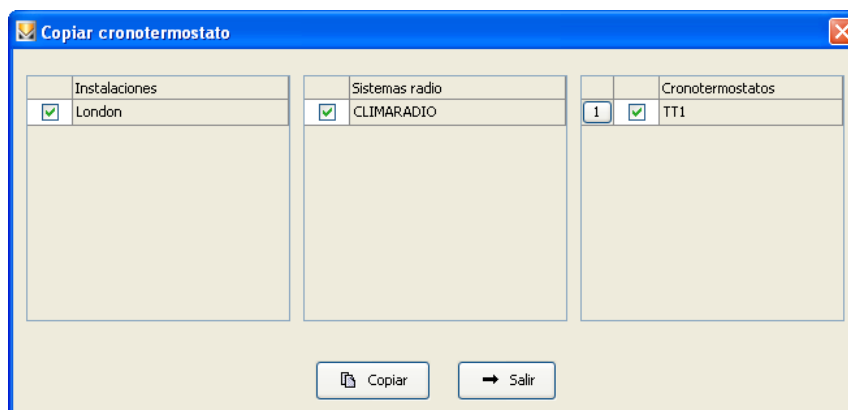 Copiar cronotermostato
Instalaciones
London
Sistemas radio
CLIMARADIO
Cronotermostatos
1 TT1
Copiar
Salir